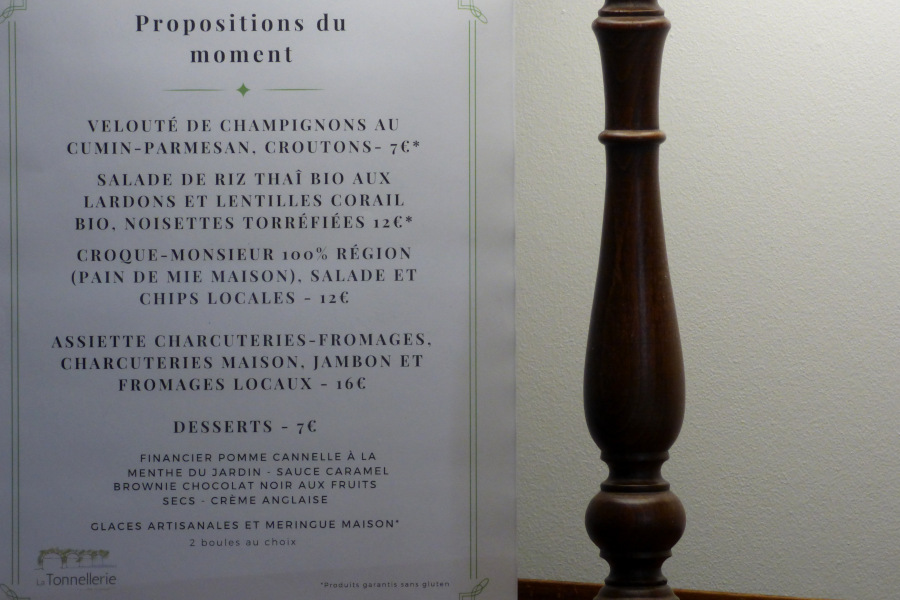 Propositions du
moment
VELOUTÉ DE CHAMPIGNONS AU
CUMIN-PARMESAN, CROUTONS- 7€*
SALADE DE RIZ THAÎ BIO AUX
LARDONS ET LENTILLES CORAIL
BIO, NOISETTES TORRÉFIÉES 12€*
CROQUE-MONSIEUR 100% RÉGION
(PAIN DE MIE MAISON), SALADE ET
CHIPS LOCALES - 12€
ASSIETTE CHARCUTERIES-FROMAGES,
CHARCUTERIES MAISON, JAMBON ET
FROMAGES LOCAUX - 16€
DESSERTS - 7€
FINANCIER POMME CANNELLE À LA
MENTHE DU JARDIN - SAUCE CARAMEL
BROWNIE CHOCOLAT NOIR AUX FRUITS
SECS - CRÈME ANGLAISE
GLACES ARTISANALES ET MERINGUE MAISON*
2 boules au choix
La Tonnellerie
*Produits garantis sans gluten